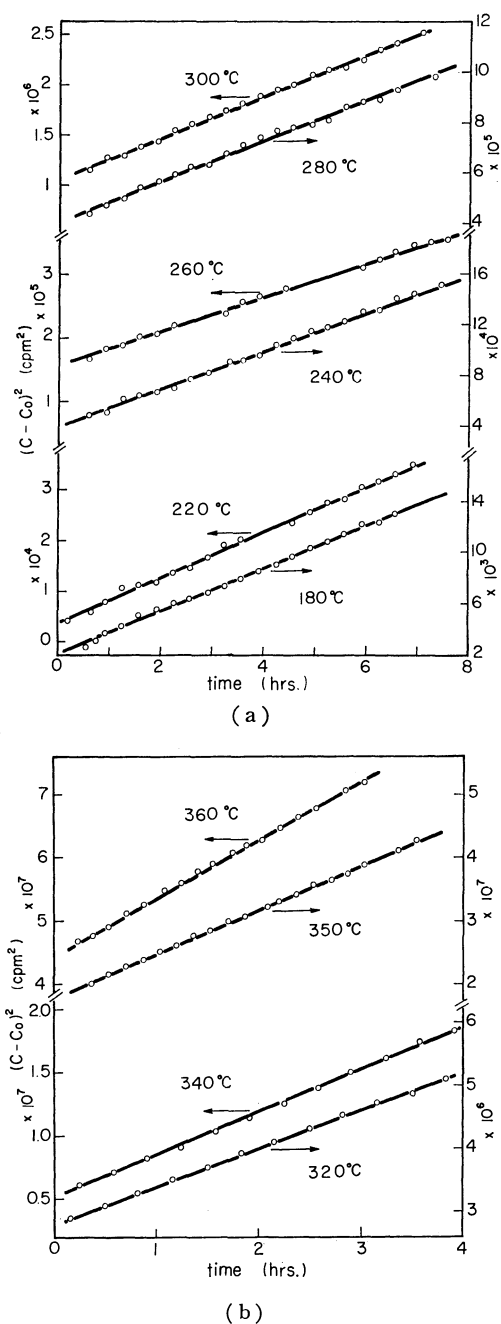 2.5
2
1.5
1
× 10⁶
12
10
8
6
4
× 10⁵
300 °C
280 °C
3
2
1
(C - Co)² (cpm²) × 10⁵
16
12
8
4
× 10⁴
260 °C
240 °C
3
2
1
0
× 10⁴
14
10
6
2
× 10³
220 °C
180 °C
0 2 4 6 8
time (hrs.)
(a)
7
6
5
4
× 10⁷
5
4
3
2
× 10⁷
360 °C
350 °C
(C - Co)² (cpm²)
2.0
1.5
1.0
0.5
× 10⁷
6
5
4
3
× 10⁶
340 °C
320 °C
0 1 2 3 4
time (hrs.)
(b)